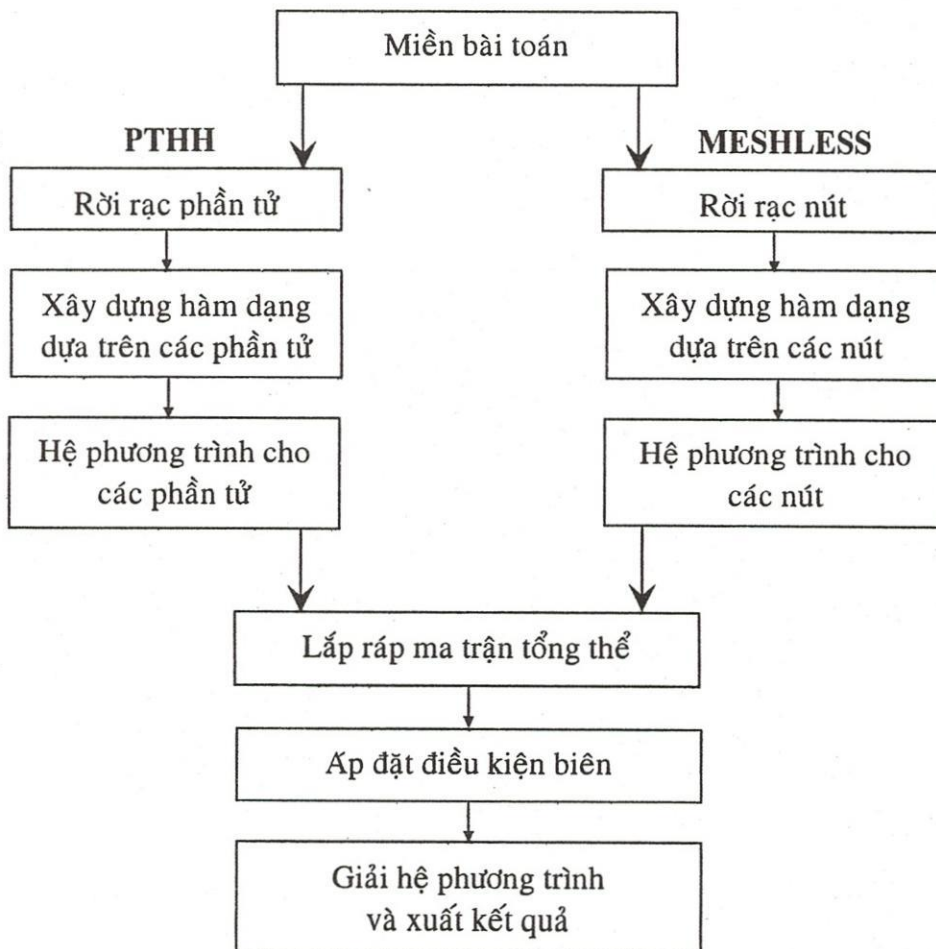 Miền bài toán
PTHH
MESHLESS
Rời rạc phần tử
Rời rạc nút
Xây dựng hàm dạng
dựa trên các phần tử
Xây dựng hàm dạng
dựa trên các nút
Hệ phương trình cho
các phần tử
Hệ phương trình cho
các nút
Lắp ráp ma trận tổng thể
Áp đặt điều kiện biên
Giải hệ phương trình
và xuất kết quả